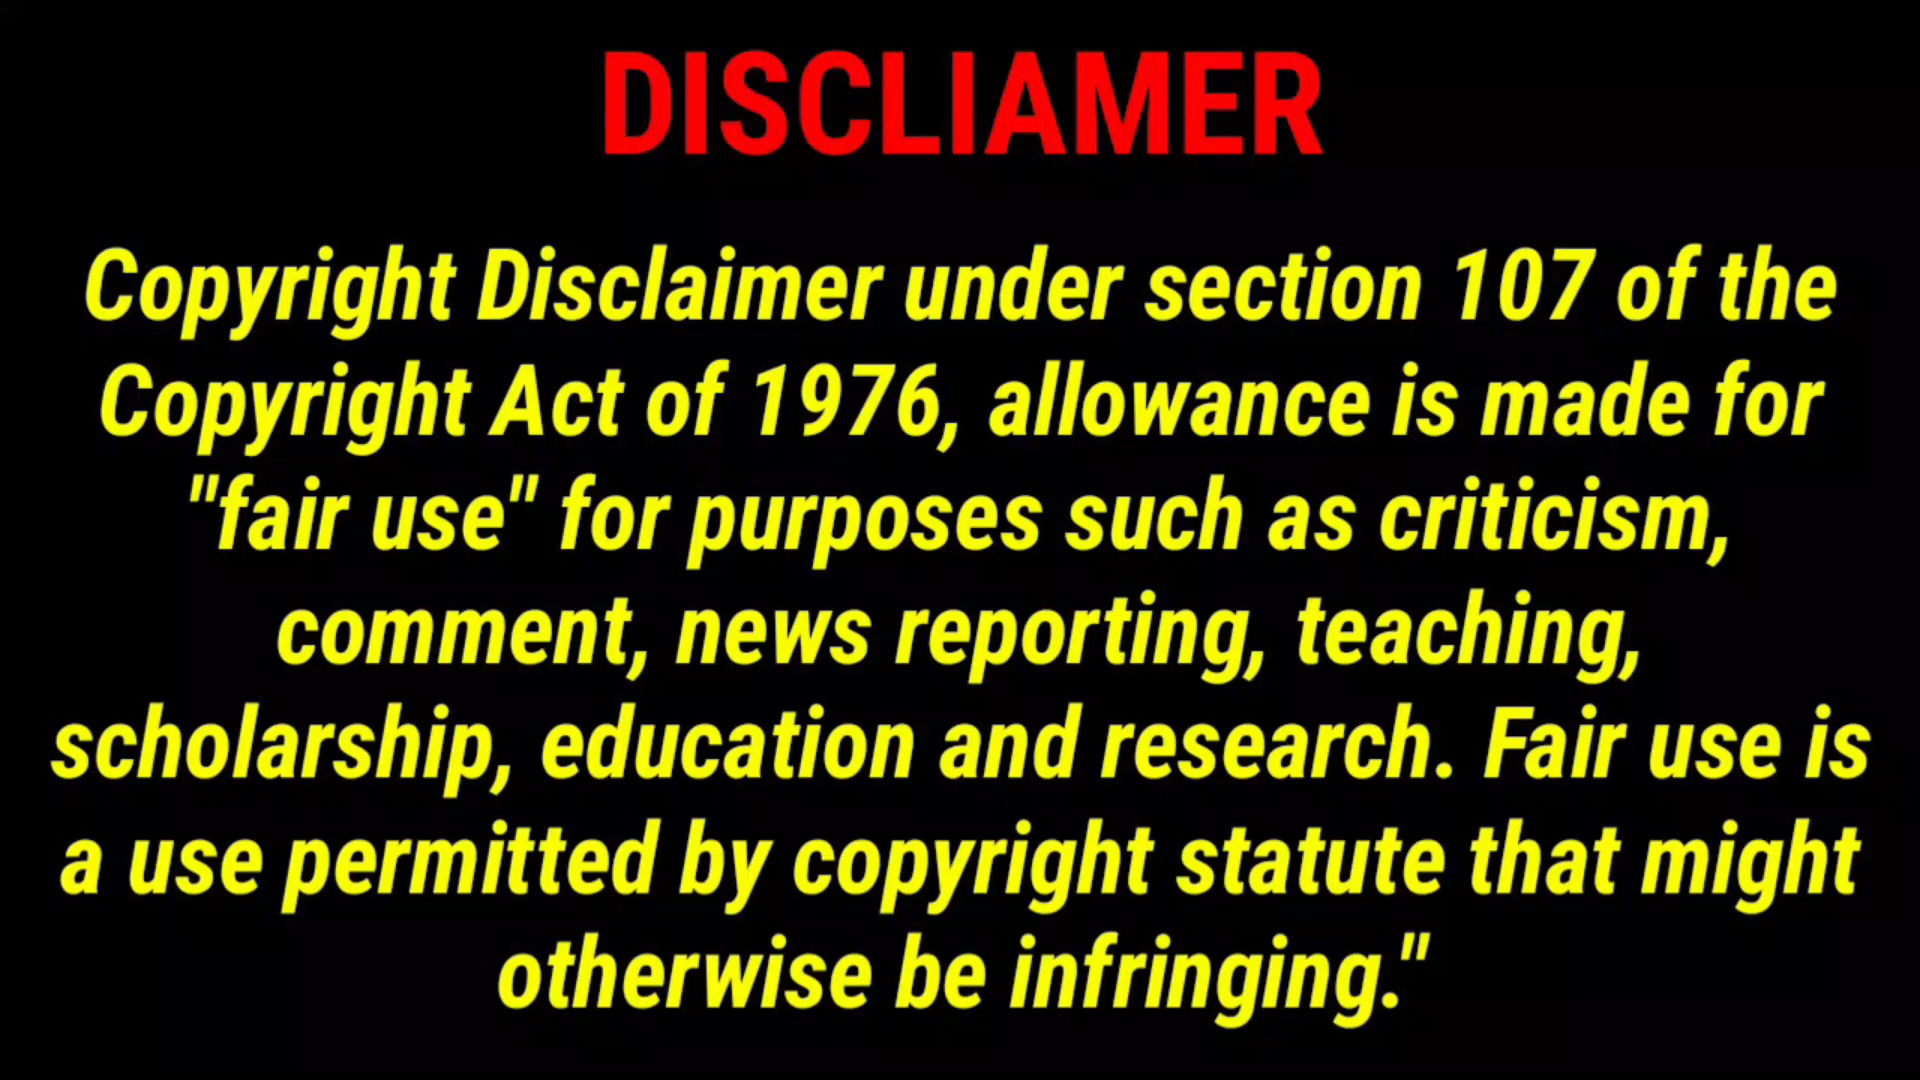 DISCLIAMER
Copyright Disclaimer under section 107 of the
Copyright Act of 1976, allowance is made for
"fair use" for purposes such as criticism,
comment, news reporting, teaching,
scholarship, education and research. Fair use is
a use permitted by copyright statute that might
otherwise be infringing."